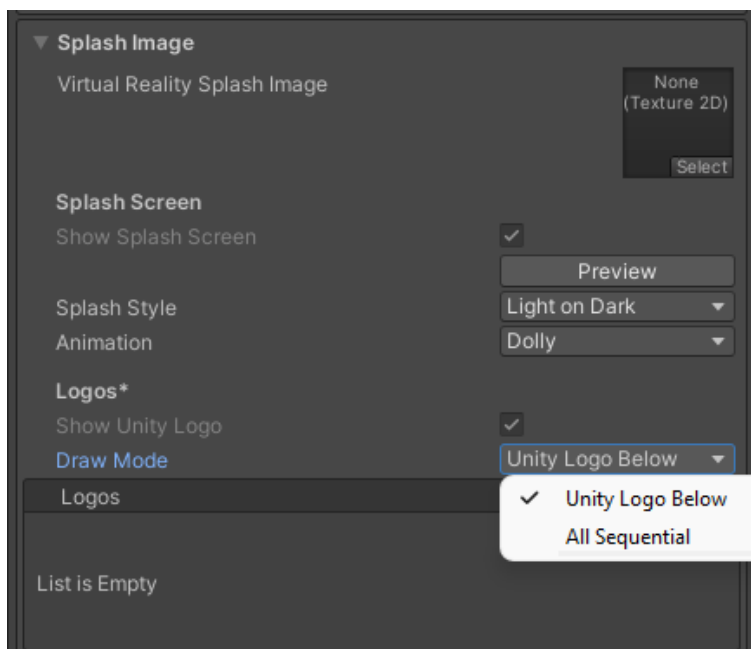 Splash Image
Virtual Reality Splash Image
None
(Texture 2D)
Select
Splash Screen
Show Splash Screen
Preview
Splash Style
Light on Dark
Animation
Dolly
Logos*
Show Unity Logo
Draw Mode
Unity Logo Below
Logos
Unity Logo Below
All Sequential
List is Empty